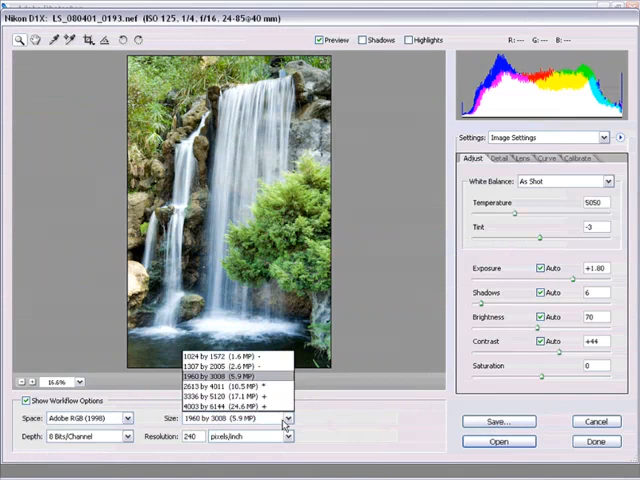 Nikon D1X: LS_080401_0193.nef (ISO 125, 1/4, f/16, 24-85@40 mm)
Preview Shadows Highlights R: --- G: --- B: ---
Settings: Image Settings
Adjust Detail Lens Curve Calibrate
White Balance: As Shot
Temperature 5050
Tint -3
Exposure Auto +1.80
Shadows Auto 6
Brightness Auto 70
Contrast Auto +44
Saturation 0
1024 by 1572 (1.6 MP) -
1307 by 2005 (2.6 MP) -
1960 by 3008 (5.9 MP)
2613 by 4011 (10.5 MP) *
3336 by 5120 (17.1 MP) +
4003 by 6144 (24.6 MP) +
16.6%
Show Workflow Options
Space: Adobe RGB (1998) Size: 1960 by 3008 (5.9 MP)
Depth: 8 Bits/Channel Resolution: 240 pixels/inch
Save... Cancel
Open Done